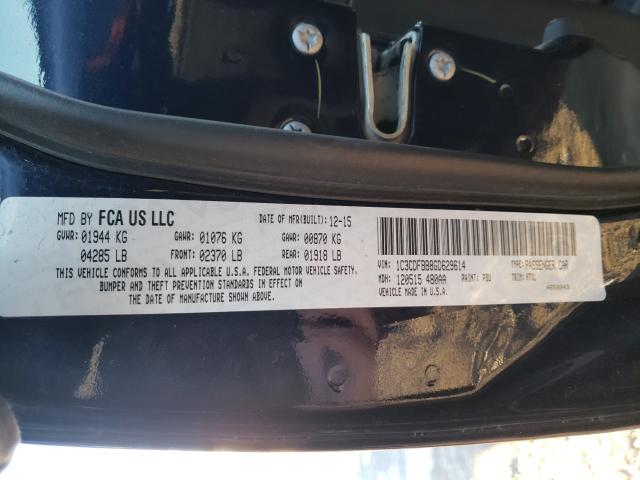 MFD BY FCA US LLC DATE OF MFR(BUILT): 12-15
GVWR: 01944 KG GAWR: 01076 KG GAWR: 00870 KG
04285 LB FRONT: 02370 LB REAR: 01918 LB
THIS VEHICLE CONFORMS TO ALL APPLICABLE FEDERAL MOTOR VEHICLE SAFETY,
BUMPER AND THEFT PREVENTION STANDARDS IN EFFECT ON
THE DATE OF MANUFACTURE SHOWN ABOVE.
VIN: 1C3CDFBB8GD629614 TYPE: PASSENGER CAR
MDH: 120515 480AA PAINT: PBU TRIM:
VEHICLE MADE IN U.S.A.